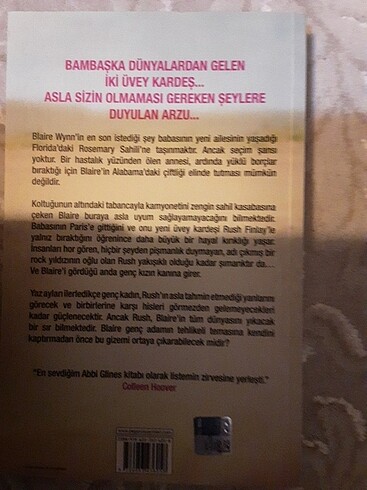 BAMBAŞKA DÜNYALARDAN GELEN
İKİ ÜVEY KARDEŞ...
ASLA SİZİN OLMAMASI GEREKEN ŞEYLERE
DUYULAN ARZU...
Blaire Wynn'in en son istediği şey babasının yeni ailesinin yaşadığı
Florida'daki Rosemary Sahili'ne taşınmaktır. Ancak seçim şansı
yoktur. Bir hastalık yüzünden ölen annesi, ardında yüklü borçlar
bıraktığı için Blaire'in Alabama'daki çiftliği elinde tutması mümkün
değildir.
Koltuğunun altındaki tabancayla kamyonetini zengin sahil kasabasına
çeken Blaire buraya asla uyum sağlayamayacağını bilmektedir.
Babasının Paris'e gittiğini ve onu yeni üvey kardeşi Rush Finlay'le
yalnız bıraktığını öğrenince daha büyük bir hayal kırıklığı yaşar.
İnsanları hor gören, hiçbir şeyden pişmanlık duymayan, adı çıkmış bir
rock yıldızının oğlu olan Rush yakışıklı olduğu kadar şımarıktır da...
Ve Blaire'i gördüğü anda genç kızın kanına girer.
Yaz ayları ilerledikçe genç kadın, Rush'ın asla tahmin etmediği yanlarını
görecek ve birbirlerine karşı hisleri görmezden gelemeyecekleri
kadar güçlenecektir. Ancak Rush, Blaire'in tüm dünyasını yıkacak
bir sır bilmektedir. Blaire genç adamın tehlikeli temasına kendini
kaptırmadan önce bu gizemi ortaya çıkarabilecek midir?
"En sevdiğim Abbi Glines kitabı olarak listemin zirvesine yerleşti."
Colleen Hoover